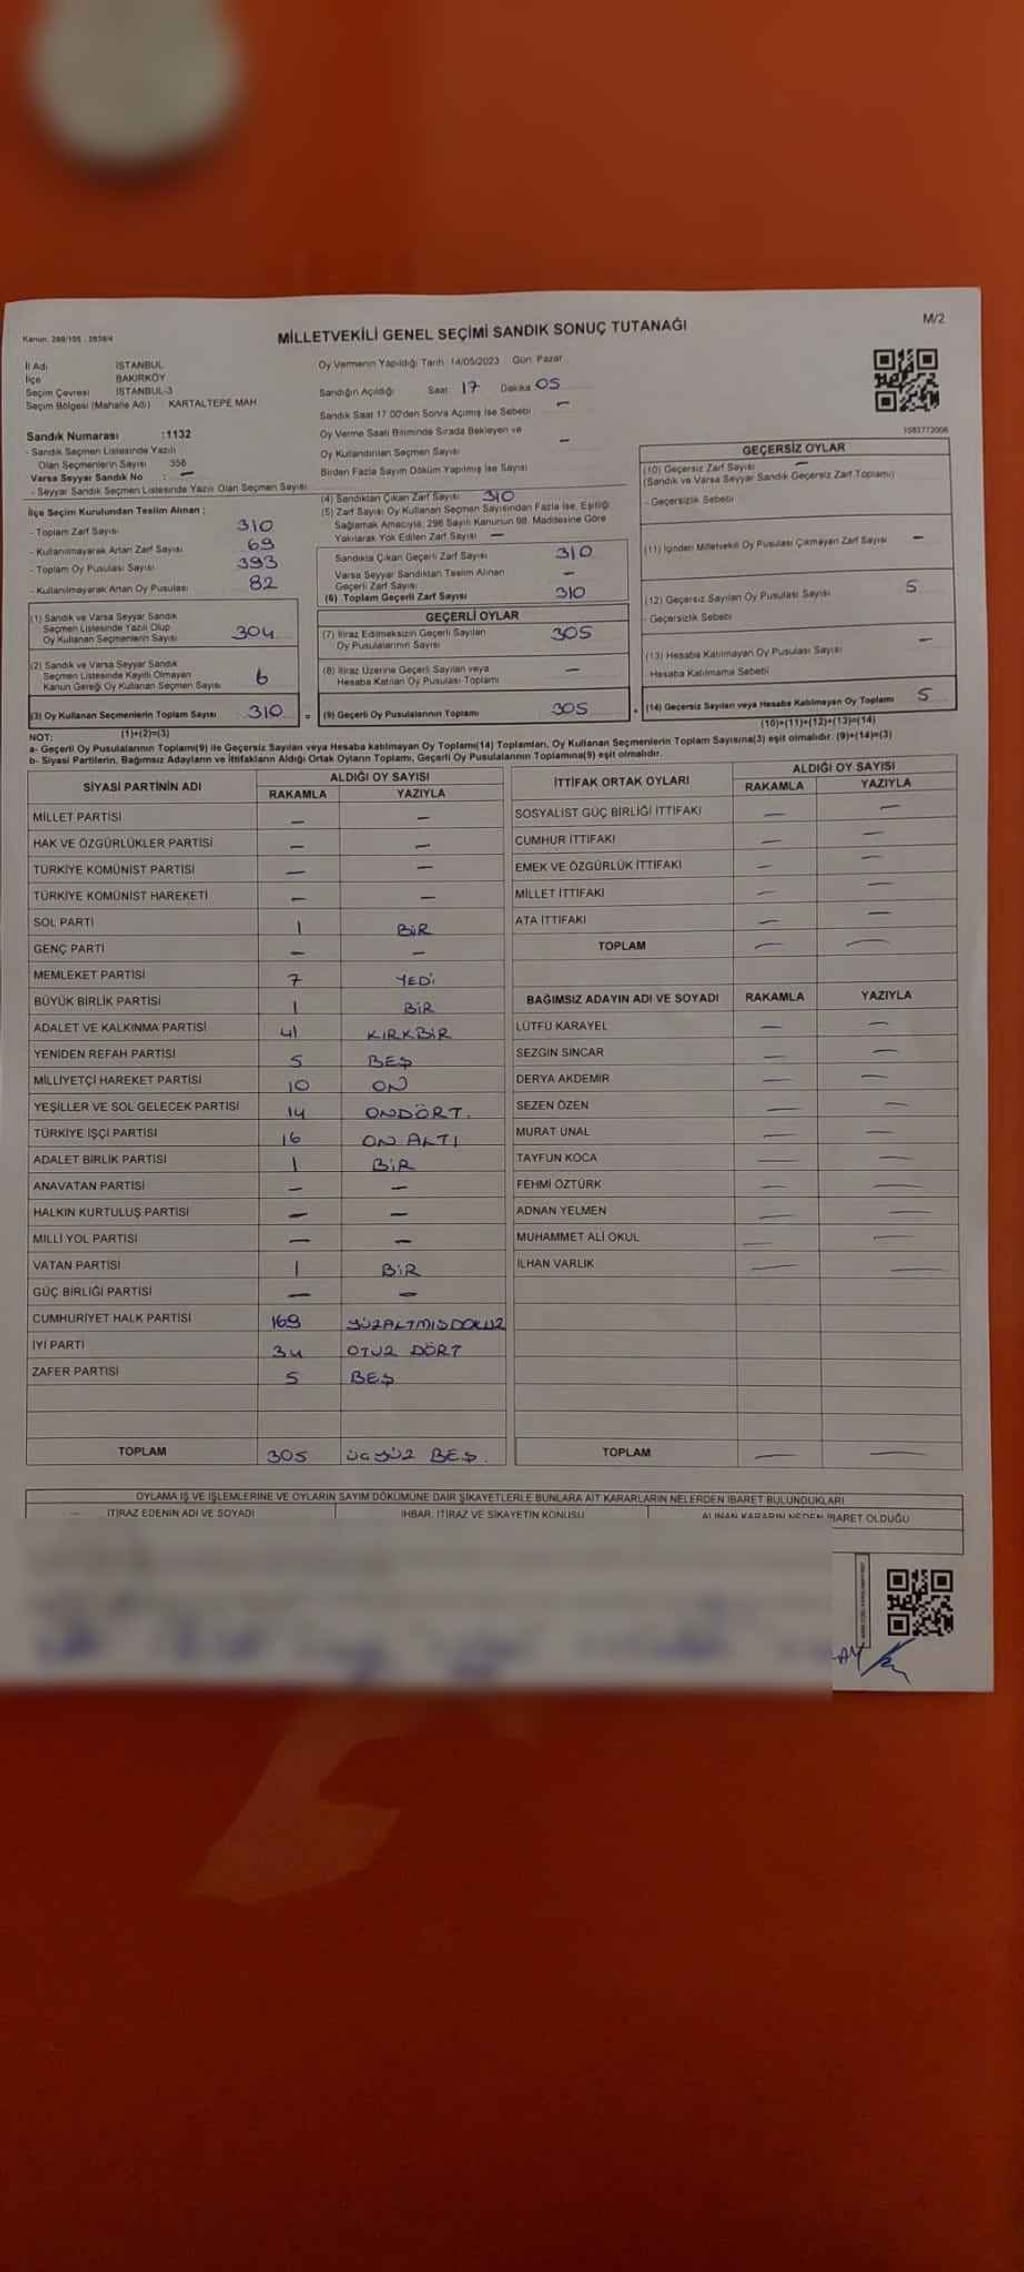 M/2
Kanun: 298/105 - 2839/4
MİLLETVEKİLİ GENEL SEÇİMİ SANDIK SONUÇ TUTANAĞI
İl Adı İSTANBUL
İlçe BAKIRKÖY
Seçim Çevresi İSTANBUL-3
Seçim Bölgesi (Mahalle Adı) KARTALTEPE MAH.
Oy Vermenin Yapıldığı Tarih 14/05/2023 Gün: Pazar
Sandığın Açıldığı Saat 17 Dakika 05
Sandık Saat 17.00'den Sonra Açılmış İse Sebebi —
Oy Verme Saati Bitiminde Sırada Bekleyen ve
Oy Kullandırılan Seçmen Sayısı —
Birden Fazla Sayım Döküm Yapılmış İse Sayısı
Sandık Numarası :1132
- Sandık Seçmen Listesinde Yazılı
Olan Seçmenlerin Sayısı 356
Varsa Seyyar Sandık No : —
- Seyyar Sandık Seçmen Listesinde Yazılı Olan Seçmen Sayısı
İlçe Seçim Kurulundan Teslim Alınan ;
- Toplam Zarf Sayısı 310
- Kullanılmayarak Artan Zarf Sayısı 69
- Toplam Oy Pusulası Sayısı 393
- Kullanılmayarak Artan Oy Pusulası 82
(1) Sandık ve Varsa Seyyar Sandık
Seçmen Listesinde Yazılı Olup
Oy Kullanan Seçmenlerin Sayısı 304
(2) Sandık ve Varsa Seyyar Sandık
Seçmen Listesinde Kayıtlı Olmayan
Kanun Gereği Oy Kullanan Seçmen Sayısı 6
(3) Oy Kullanan Seçmenlerin Toplam Sayısı 310
(1)+(2)=(3)
(4) Sandıktan Çıkan Zarf Sayısı 310
(5) Zarf Sayısı Oy Kullanan Seçmen Sayısından Fazla İse, Eşitliği
Sağlamak Amacıyla, 298 Sayılı Kanunun 98. Maddesine Göre
Yakılarak Yok Edilen Zarf Sayısı —
Sandıkta Çıkan Geçerli Zarf Sayısı 310
Varsa Seyyar Sandıktan Teslim Alınan
Geçerli Zarf Sayısı —
(6) Toplam Geçerli Zarf Sayısı 310
GEÇERLİ OYLAR
(7) İtiraz Edilmeksizin Geçerli Sayılan
Oy Pusulalarının Sayısı 305
(8) İtiraz Üzerine Geçerli Sayılan veya
Hesaba Katılan Oy Pusulası Toplamı —
(9) Geçerli Oy Pusulalarının Toplamı 305
1583772006
GEÇERSİZ OYLAR
(10) Geçersiz Zarf Sayısı —
(Sandık ve Varsa Seyyar Sandık Geçersiz Zarf Toplamı)
- Geçersizlik Sebebi
(11) İçinden Milletvekili Oy Pusulası Çıkmayan Zarf Sayısı —
(12) Geçersiz Sayılan Oy Pusulası Sayısı 5
- Geçersizlik Sebebi
(13) Hesaba Katılmayan Oy Pusulası Sayısı —
Hesaba Katılmama Sebebi
(14) Geçersiz Sayılan veya Hesaba Katılmayan Oy Toplamı 5
(10)+(11)+(12)+(13)=(14)
NOT:
a- Geçerli Oy Pusulalarının Toplamı(9) ile Geçersiz Sayılan veya Hesaba katılmayan Oy Toplamı(14) Toplamları, Oy Kullanan Seçmenlerin Toplam Sayısına(3) eşit olmalıdır. (9)+(14)=(3)
b- Siyasi Partilerin, Bağımsız Adayların ve İttifakların Aldığı Ortak Oyların Toplamı, Geçerli Oy Pusulalarının Toplamına(9) eşit olmalıdır.
SİYASİ PARTİNİN ADI ALDIĞI OY SAYISI
RAKAMLA YAZIYLA
MİLLET PARTİSİ — —
HAK VE ÖZGÜRLÜKLER PARTİSİ — —
TÜRKİYE KOMÜNİST PARTİSİ — —
TÜRKİYE KOMÜNİST HAREKETİ — —
SOL PARTİ 1 BİR
GENÇ PARTİ — —
MEMLEKET PARTİSİ 7 YEDİ
BÜYÜK BİRLİK PARTİSİ 1 BİR
ADALET VE KALKINMA PARTİSİ 41 KIRKBİR
YENİDEN REFAH PARTİSİ 5 BEŞ
MİLLİYETÇİ HAREKET PARTİSİ 10 ON
YEŞİLLER VE SOL GELECEK PARTİSİ 14 ONDÖRT.
TÜRKİYE İŞÇİ PARTİSİ 16 ON ALTI
ADALET BİRLİK PARTİSİ 1 BİR
ANAVATAN PARTİSİ — —
HALKIN KURTULUŞ PARTİSİ — —
MİLLİ YOL PARTİSİ — —
VATAN PARTİSİ 1 BİR
GÜÇ BİRLİĞİ PARTİSİ — —
CUMHURİYET HALK PARTİSİ 169 YÜZALTMIŞDOKUZ
İYİ PARTİ 34 OTUZ DÖRT
ZAFER PARTİSİ 5 BEŞ
TOPLAM 305 ÜÇYÜZ BEŞ.
İTTİFAK ORTAK OYLARI ALDIĞI OY SAYISI
RAKAMLA YAZIYLA
SOSYALİST GÜÇ BİRLİĞİ İTTİFAKI — —
CUMHUR İTTİFAKI — —
EMEK VE ÖZGÜRLÜK İTTİFAKI — —
MİLLET İTTİFAKI — —
ATA İTTİFAKI — —
TOPLAM — —
BAĞIMSIZ ADAYIN ADI VE SOYADI RAKAMLA YAZIYLA
LÜTFÜ KARAYEL — —
SEZGİN SİNCAR — —
DERYA AKDEMİR — —
SEZEN ÖZEN — —
MURAT ÜNAL — —
TAYFUN KOCA — —
FEHMİ ÖZTÜRK — —
ADNAN YELMEN — —
MUHAMMET ALİ OKUL — —
İLHAN VARLIK — —
TOPLAM — —
OYLAMA İŞ VE İŞLEMLERİNE VE OYLARIN SAYIM DÖKÜMÜNE DAİR ŞİKAYETLERLE BUNLARA AİT KARARLARIN NELERDEN İBARET BULUNDUKLARI
İTİRAZ EDENİN ADI VE SOYADI İHBAR, İTİRAZ VE ŞİKAYETİN KONUSU ALINAN KARARIN NEDEN İBARET OLDUĞU